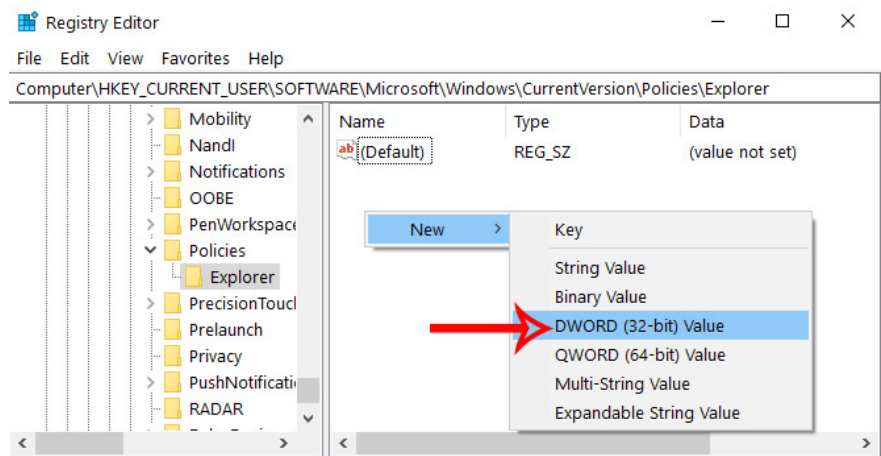 Registry Editor
File Edit View Favorites Help
Computer\HKEY_CURRENT_USER\SOFTWARE\Microsoft\Windows\CurrentVersion\Policies\Explorer
Mobility
NandI
Notifications
OOBE
PenWorkspace
Policies
Explorer
PrecisionTouc
Prelaunch
Privacy
PushNotificati
RADAR
Name Type Data
ab (Default) REG_SZ (value not set)
New
Key
String Value
Binary Value
DWORD (32-bit) Value
QWORD (64-bit) Value
Multi-String Value
Expandable String Value